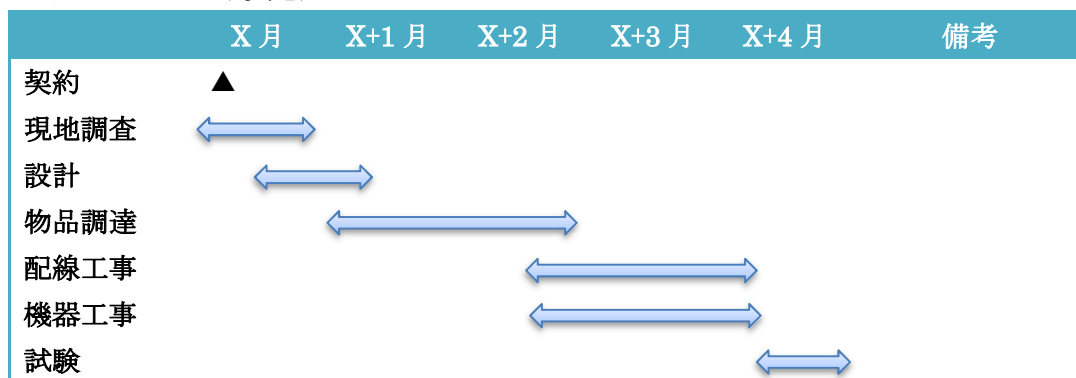 X 月 X+1 月 X+2 月 X+3 月 X+4 月 備考
契約 ▲
現地調査
設計
物品調達
配線工事
機器工事
試験